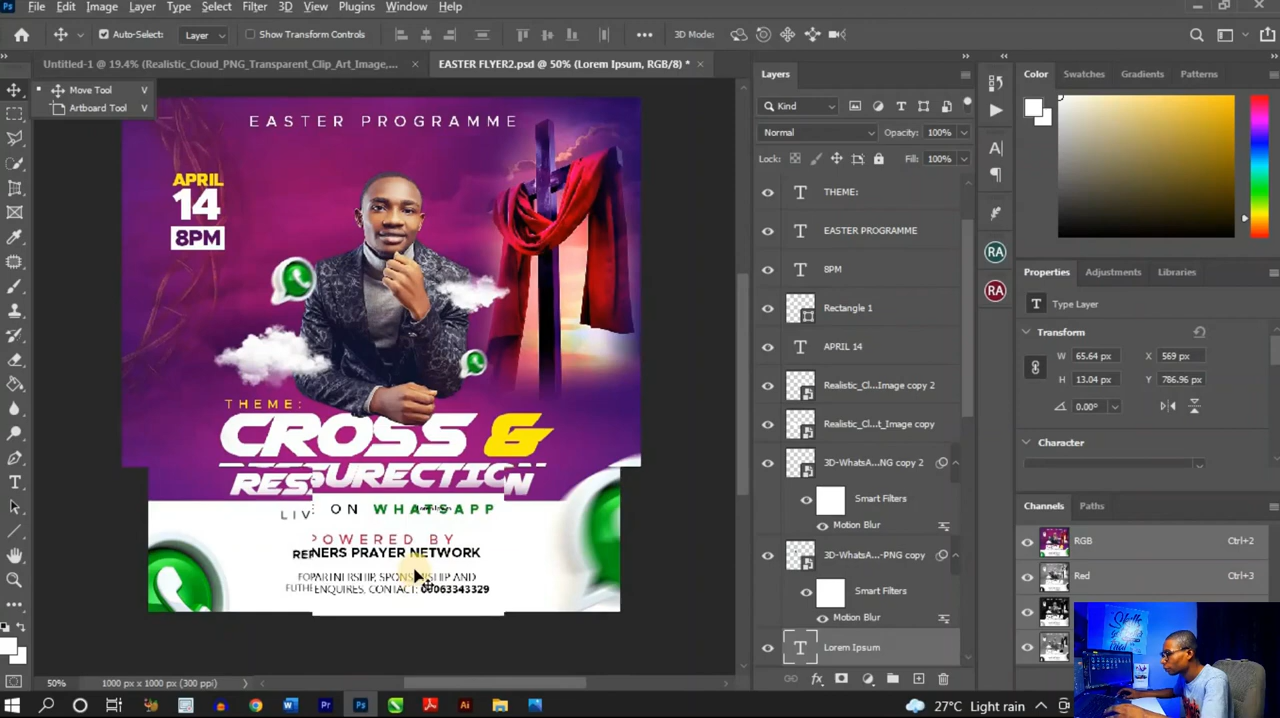 File Edit Image Layer Type Select Filter 3D View Plugins Window Help
Auto-Select: Layer Show Transform Controls 3D Mode:
Untitled-1 @ 19.4% (Realistic_Cloud_PNG_Transparent_Clip_Art_Image,... ×
EASTER FLYER2.psd @ 50% (Lorem Ipsum, RGB/8) * ×
Move Tool V
Artboard Tool V
EASTER PROGRAMME
APRIL
14
8PM
THEME:
CROSS &
ON WHATSAPP
POWERED BY
NERS PRAYER NETWORK
PARTNERSHIP, SPONSORSHIP AND
ENQUIRES, CONTACT:
50% 1000 px x 1000 px (300 ppi)
Layers
Kind
Normal Opacity: 100%
Lock: Fill: 100%
THEME:
EASTER PROGRAMME
8PM
Rectangle 1
APRIL 14
Realistic_Cl...Image copy 2
Realistic_Cl...t_Image copy
3D-WhatsA...NG copy 2
Smart Filters
Motion Blur
3D-WhatsA...-PNG copy
Smart Filters
Motion Blur
Lorem Ipsum
Color Swatches Gradients Patterns
RA
RA
Properties Adjustments Libraries
Type Layer
Transform
W 65.64 px X 569 px
H 13.04 px Y 786.96 px
0.00°
Character
Channels Paths
RGB Ctrl+2
Red Ctrl+3
27°C Light rain